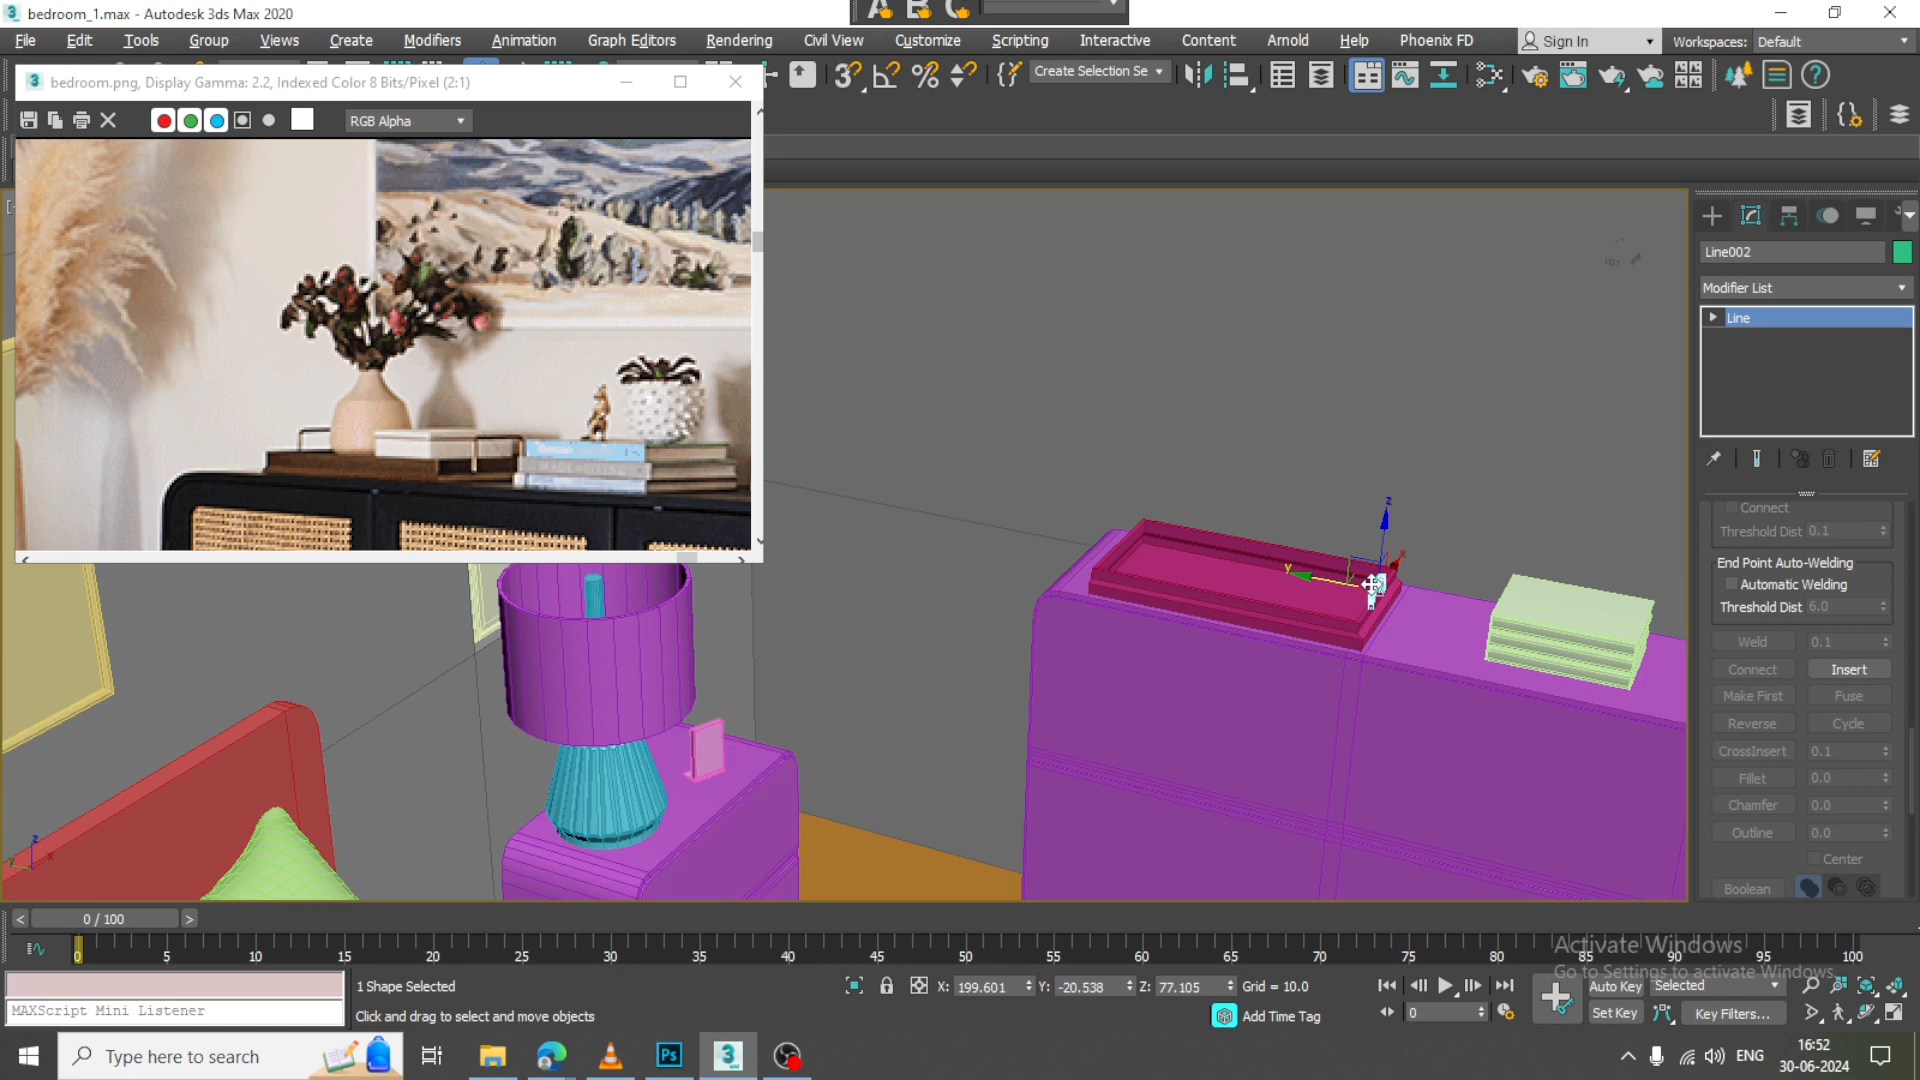 bedroom_1.max - Autodesk 3ds Max 2020
File Edit Tools Group Views Create Modifiers Animation Graph Editors Rendering Civil View Customize Scripting Interactive Content Arnold Help Phoenix FD
Sign In
Workspaces: Default
bedroom.png, Display Gamma: 2.2, Indexed Color 8 Bits/Pixel (2:1)
Create Selection Se
RGB Alpha
Line002
Modifier List
Line
Connect
Threshold Dist 0.1
End Point Auto-Welding
Automatic Welding
Threshold Dist 6.0
Weld 0.1
Connect Insert
Make First Fuse
Reverse Cycle
CrossInsert 0.1
Fillet 0.0
Chamfer 0.0
Outline 0.0
Center
Boolean
z
x
y
z
x
y
< 0 / 100 >
0 5 10 15 20 25 30 35 40 45 50 55 60 65 70 75 80 85 90 95 100
Activate Windows
Go to Settings to activate Windows.
1 Shape Selected
X: 199.601 Y: -20.538 Z: 77.105 Grid = 10.0
Auto Key Selected
MAXScript Mini Listener
Click and drag to select and move objects
Add Time Tag
0
Set Key Key Filters...
Type here to search
Ps
3
ENG
16:52
30-06-2024